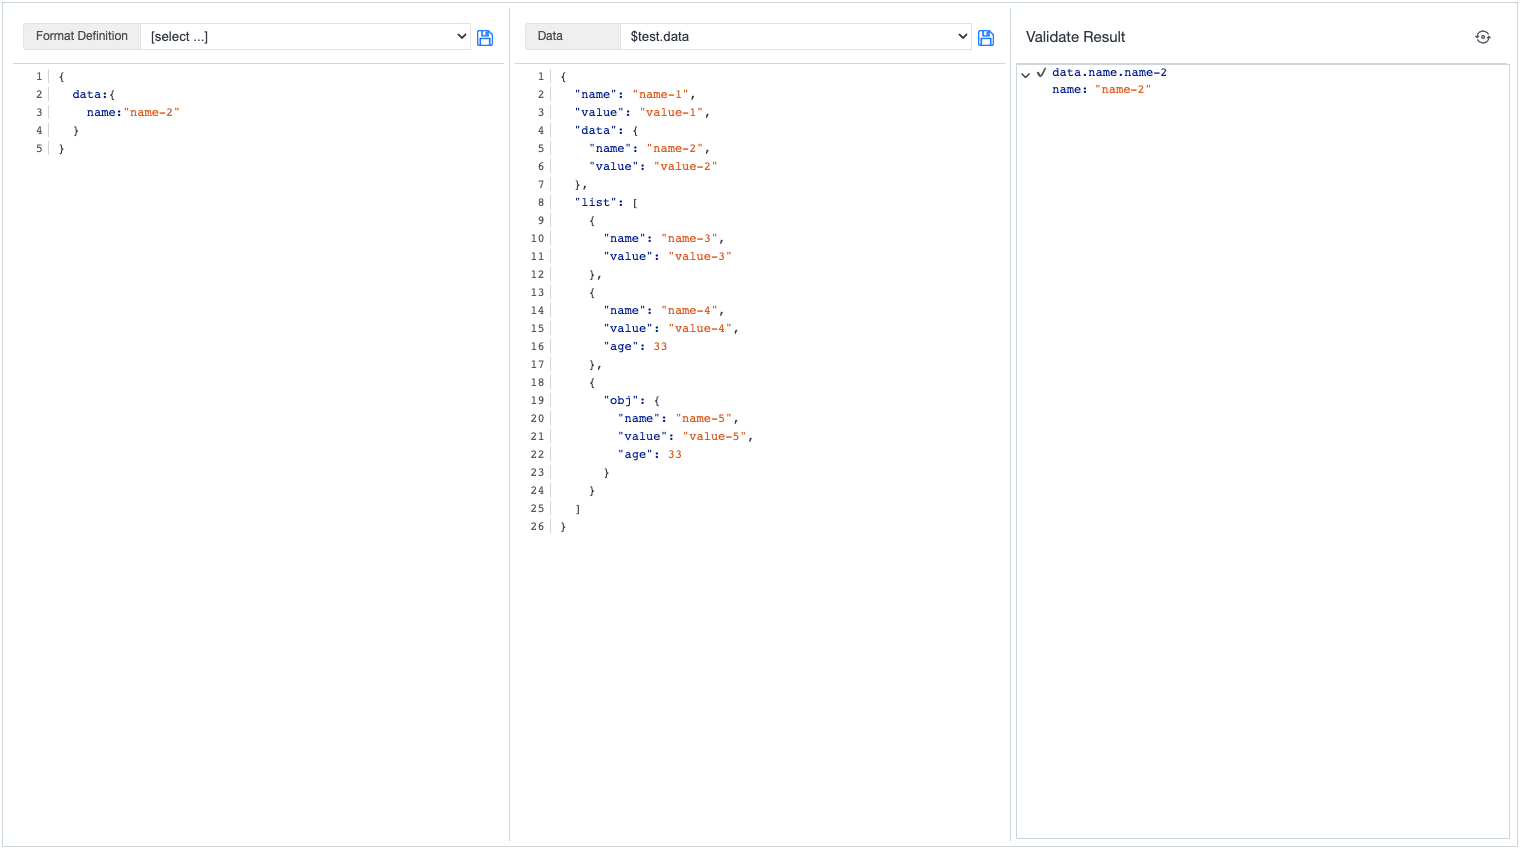 Format Definition [select ...]
1 {
2 data:{
3 name:"name-2"
4 }
5 }
Data $test.data
1 {
2 "name": "name-1",
3 "value": "value-1",
4 "data": {
5 "name": "name-2",
6 "value": "value-2"
7 },
8 "list": [
9 {
10 "name": "name-3",
11 "value": "value-3"
12 },
13 {
14 "name": "name-4",
15 "value": "value-4",
16 "age": 33
17 },
18 {
19 "obj": {
20 "name": "name-5",
21 "value": "value-5",
22 "age": 33
23 }
24 }
25 ]
26 }
Validate Result
data.name.name-2
name: "name-2"